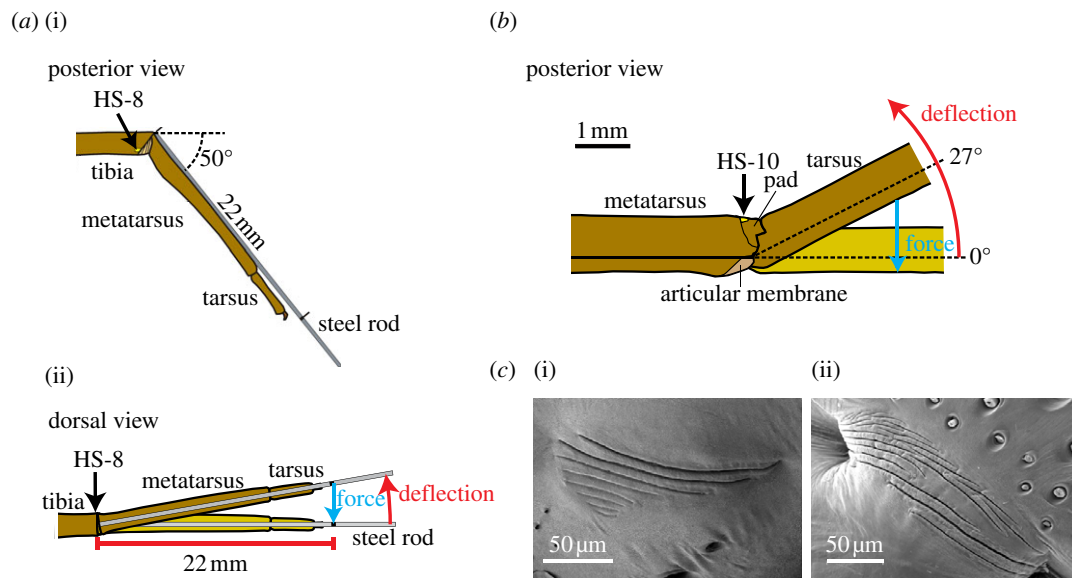 (a) (i)
posterior view
HS-8
50°
tibia
metatarsus
22 mm
tarsus
steel rod
(ii)
dorsal view
HS-8
metatarsus
tarsus
tibia
force
deflection
steel rod
22 mm
(b)
posterior view
deflection
1 mm
tarsus
27°
HS-10
pad
metatarsus
force
0°
articular membrane
(c) (i)
50 µm
(ii)
50 µm